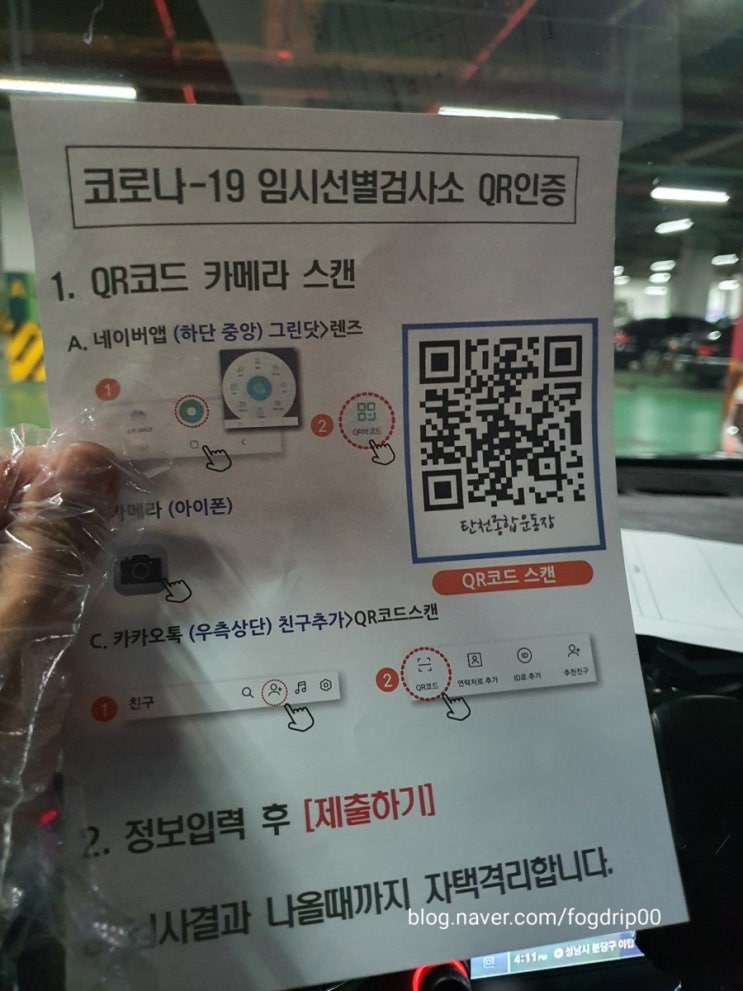 코로나-19 임시선별검사소 QR인증
1. QR코드 카메라 스캔
A. 네이버앱 (하단 중앙) 그린닷>렌즈
1
2
QR바코드
탄천종합운동장
QR코드 스캔
카메라 (아이폰)
C. 카카오톡 (우측상단) 친구추가>QR코드스캔
1 친구
2
QR코드
연락처로 추가
ID
ID로 추가
추천친구
2. 정보입력 후 [제출하기]
검사결과 나올때까지 자택격리합니다.
blog.naver.com/fogdrip00
4:11PM
성남시 분당구